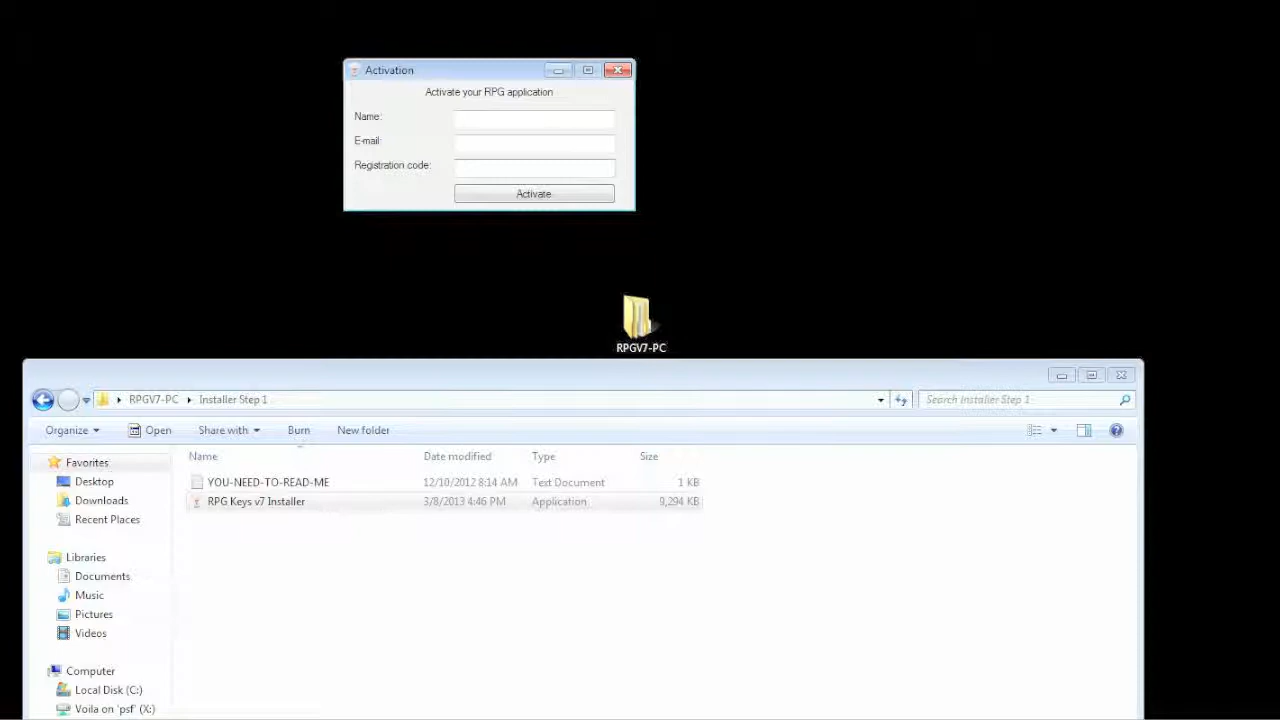 Activation
Activate your RPG application
Name:
E-mail:
Registration code:
Activate
RPGV7-PC
RPGV7-PC Installer Step 1 Search Installer Step 1
Organize Open Share with Burn New folder
Name Date modified Type Size
YOU-NEED-TO-READ-ME 12/10/2012 8:14 AM Text Document 1 KB
RPG Keys v7 Installer 3/8/2013 4:46 PM Application 9,294 KB
Favorites
Desktop
Downloads
Recent Places
Libraries
Documents
Music
Pictures
Videos
Computer
Local Disk (C:)
Voila on 'psf' (X:)